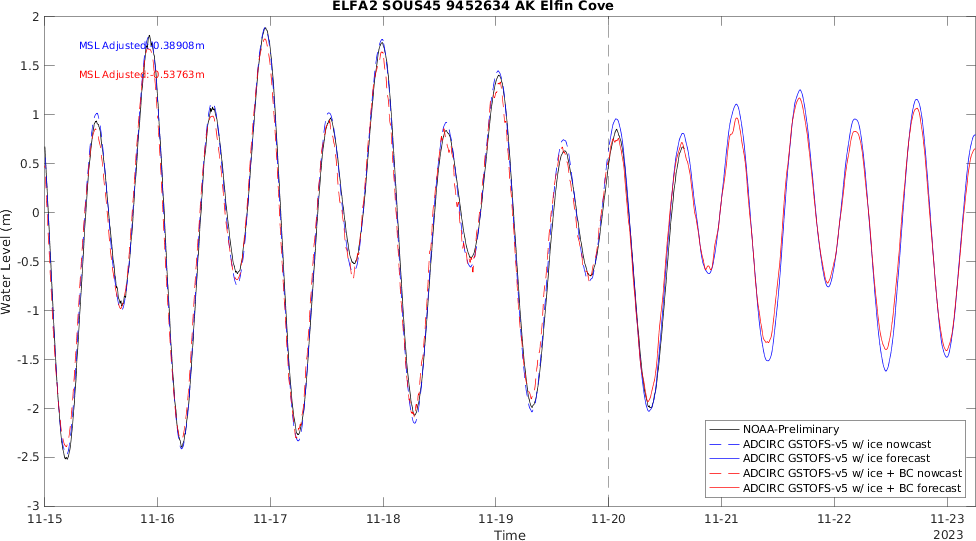 ELFA2 SOUS45 9452634 AK Elfin Cove
MSL Adjusted:-0.38908m
MSL Adjusted:-0.53763m
Water Level (m)
2
1.5
1
0.5
0
-0.5
-1
-1.5
-2
-2.5
-3
NOAA-Preliminary
ADCIRC GSTOFS-v5 w/ ice nowcast
ADCIRC GSTOFS-v5 w/ ice forecast
ADCIRC GSTOFS-v5 w/ ice + BC nowcast
ADCIRC GSTOFS-v5 w/ ice + BC forecast
11-15 11-16 11-17 11-18 11-19 11-20 11-21 11-22 11-23
Time
2023